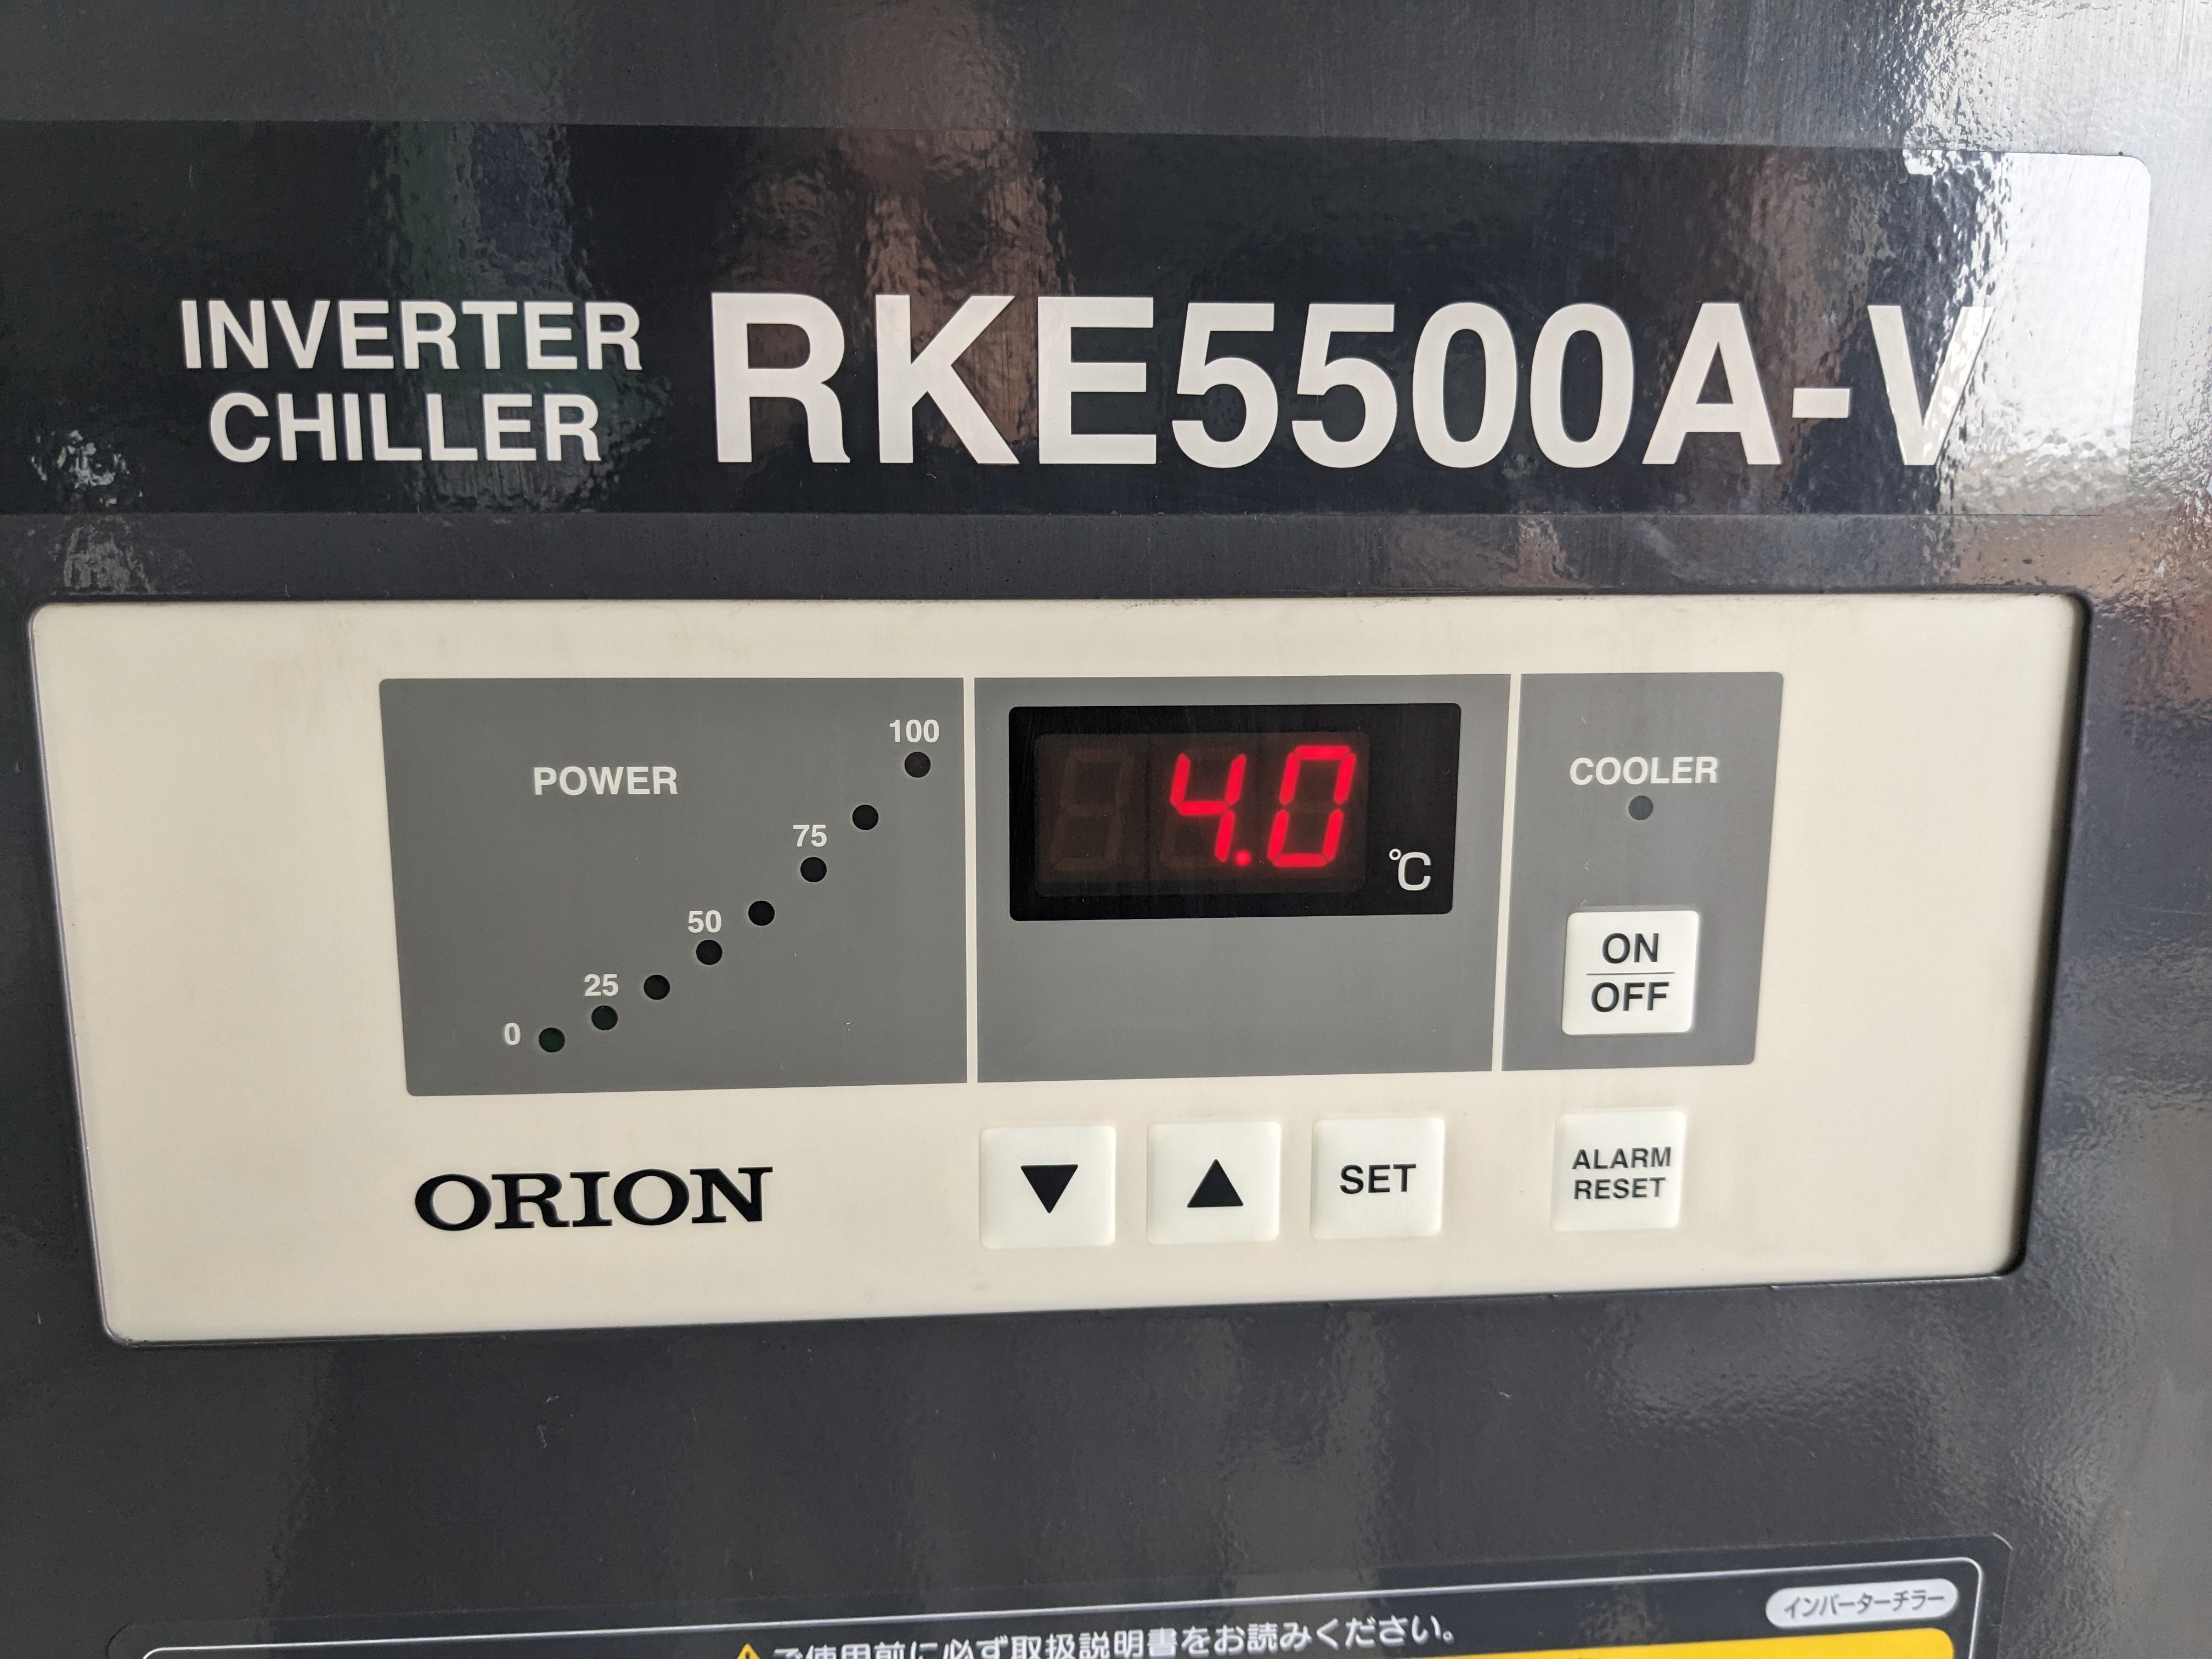 INVERTER
CHILLER
RKE5500A-V
POWER
100
75
50
25
0
4.0
℃
COOLER
ON
OFF
ORION
▼
▲
SET
ALARM
RESET
インバーターチラー
ご使用前に必ず取扱説明書をお読みください。